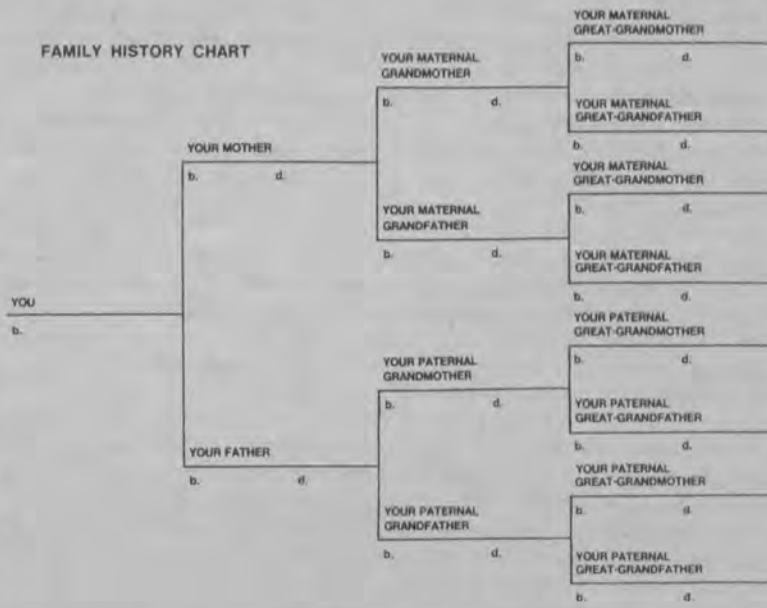 FAMILY HISTORY CHART
YOU
b.
YOUR MOTHER
b. d.
YOUR FATHER
b. d.
YOUR MATERNAL
GRANDMOTHER
b. d.
YOUR MATERNAL
GRANDFATHER
b. d.
YOUR PATERNAL
GRANDMOTHER
b. d.
YOUR PATERNAL
GRANDFATHER
b. d.
YOUR MATERNAL
GREAT-GRANDMOTHER
b. d.
YOUR MATERNAL
GREAT-GRANDFATHER
b. d.
YOUR MATERNAL
GREAT-GRANDMOTHER
b. d.
YOUR MATERNAL
GREAT-GRANDFATHER
b. d.
YOUR PATERNAL
GREAT-GRANDMOTHER
b. d.
YOUR PATERNAL
GREAT-GRANDFATHER
b. d.
YOUR PATERNAL
GREAT-GRANDMOTHER
b. d.
YOUR PATERNAL
GREAT-GRANDFATHER
b. d.